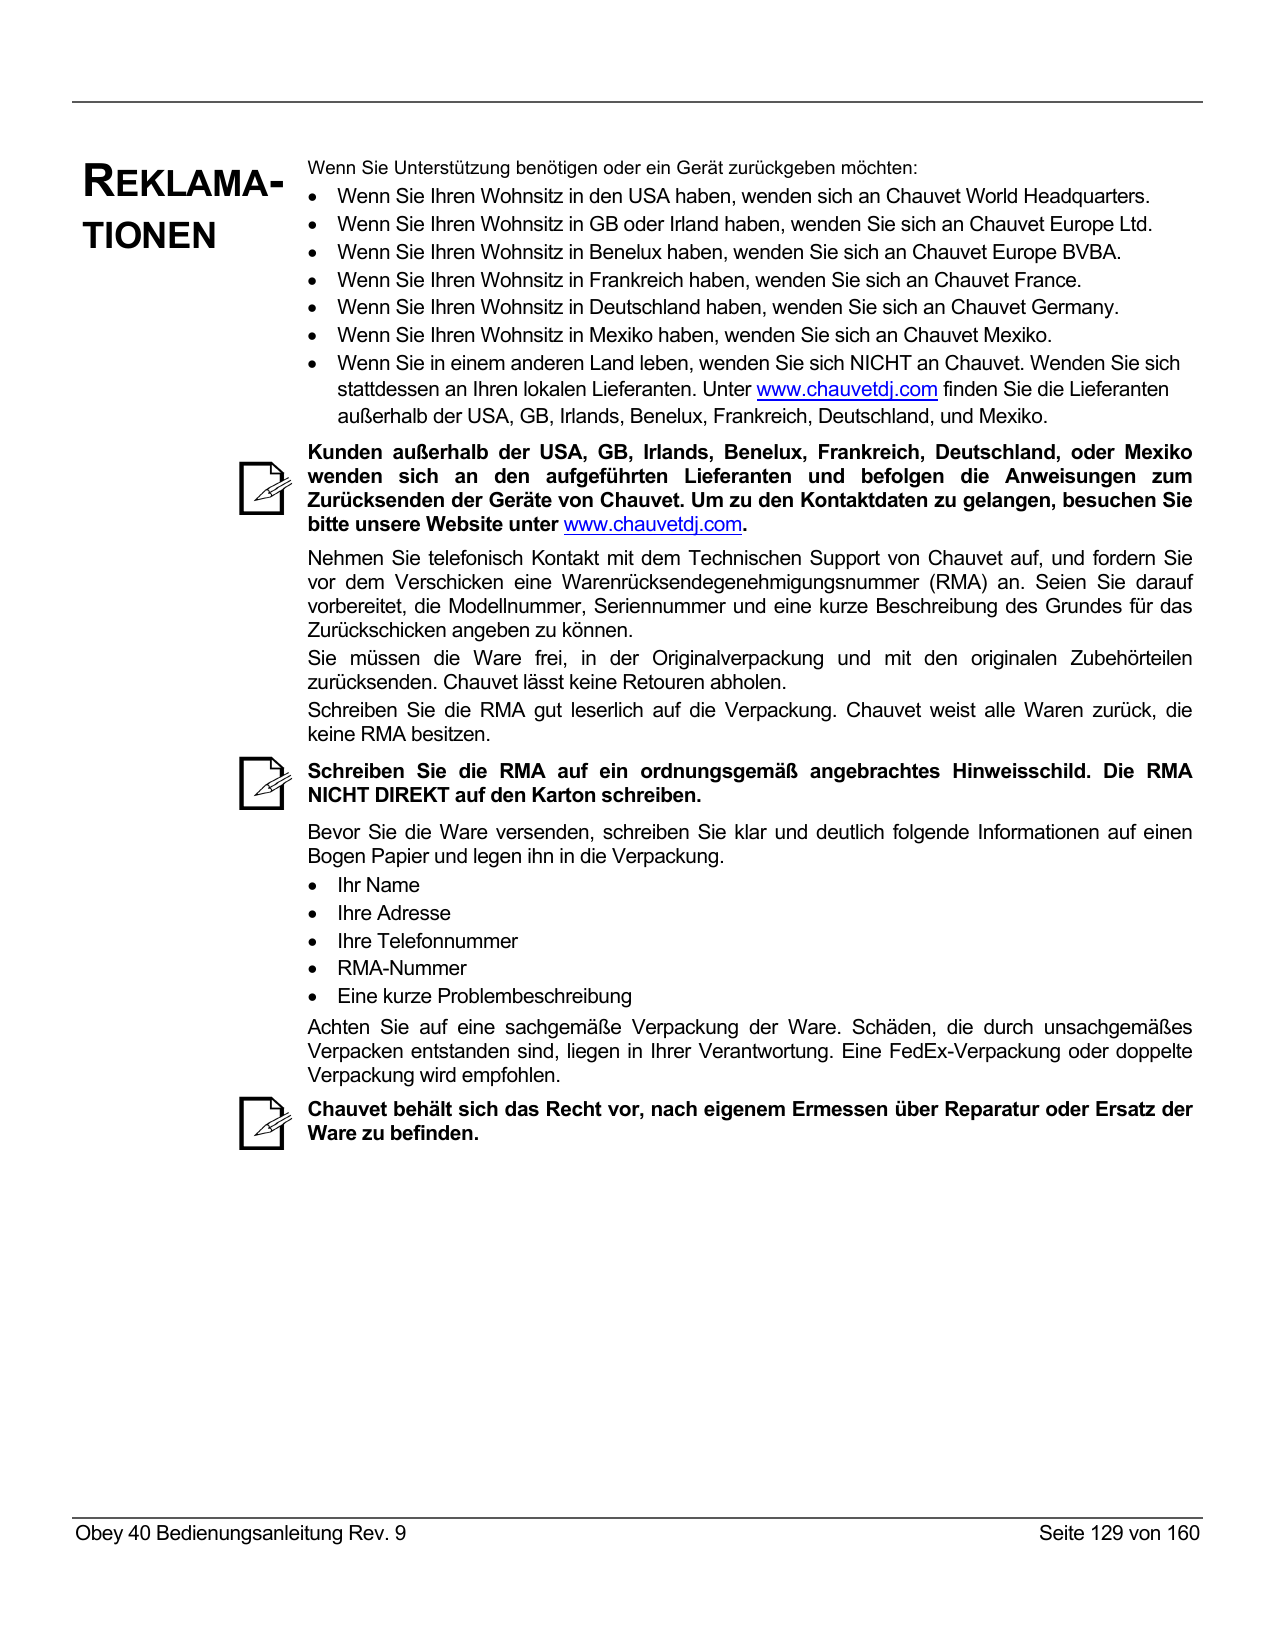 REKLAMA-
TIONEN
Wenn Sie Unterstützung benötigen oder ein Gerät zurückgeben möchten:
• Wenn Sie Ihren Wohnsitz in den USA haben, wenden sich an Chauvet World Headquarters.
• Wenn Sie Ihren Wohnsitz in GB oder Irland haben, wenden Sie sich an Chauvet Europe Ltd.
• Wenn Sie Ihren Wohnsitz in Benelux haben, wenden Sie sich an Chauvet Europe BVBA.
• Wenn Sie Ihren Wohnsitz in Frankreich haben, wenden Sie sich an Chauvet France.
• Wenn Sie Ihren Wohnsitz in Deutschland haben, wenden Sie sich an Chauvet Germany.
• Wenn Sie Ihren Wohnsitz in Mexiko haben, wenden Sie sich an Chauvet Mexiko.
• Wenn Sie in einem anderen Land leben, wenden Sie sich NICHT an Chauvet. Wenden Sie sich
stattdessen an Ihren lokalen Lieferanten. Unter www.chauvetdj.com finden Sie die Lieferanten
außerhalb der USA, GB, Irlands, Benelux, Frankreich, Deutschland, und Mexiko.
Kunden außerhalb der USA, GB, Irlands, Benelux, Frankreich, Deutschland, oder Mexiko
wenden sich an den aufgeführten Lieferanten und befolgen die Anweisungen zum
Zurücksenden der Geräte von Chauvet. Um zu den Kontaktdaten zu gelangen, besuchen Sie
bitte unsere Website unter www.chauvetdj.com.
Nehmen Sie telefonisch Kontakt mit dem Technischen Support von Chauvet auf, und fordern Sie
vor dem Verschicken eine Warenrücksendegenehmigungsnummer (RMA) an. Seien Sie darauf
vorbereitet, die Modellnummer, Seriennummer und eine kurze Beschreibung des Grundes für das
Zurückschicken angeben zu können.
Sie müssen die Ware frei, in der Originalverpackung und mit den originalen Zubehörteilen
zurücksenden. Chauvet lässt keine Retouren abholen.
Schreiben Sie die RMA gut leserlich auf die Verpackung. Chauvet weist alle Waren zurück, die
keine RMA besitzen.
Schreiben Sie die RMA auf ein ordnungsgemäß angebrachtes Hinweisschild. Die RMA
NICHT DIREKT auf den Karton schreiben.
Bevor Sie die Ware versenden, schreiben Sie klar und deutlich folgende Informationen auf einen
Bogen Papier und legen ihn in die Verpackung.
• Ihr Name
• Ihre Adresse
• Ihre Telefonnummer
• RMA-Nummer
• Eine kurze Problembeschreibung
Achten Sie auf eine sachgemäße Verpackung der Ware. Schäden, die durch unsachgemäßes
Verpacken entstanden sind, liegen in Ihrer Verantwortung. Eine FedEx-Verpackung oder doppelte
Verpackung wird empfohlen.
Chauvet behält sich das Recht vor, nach eigenem Ermessen über Reparatur oder Ersatz der
Ware zu befinden.
Obey 40 Bedienungsanleitung Rev. 9
Seite 129 von 160